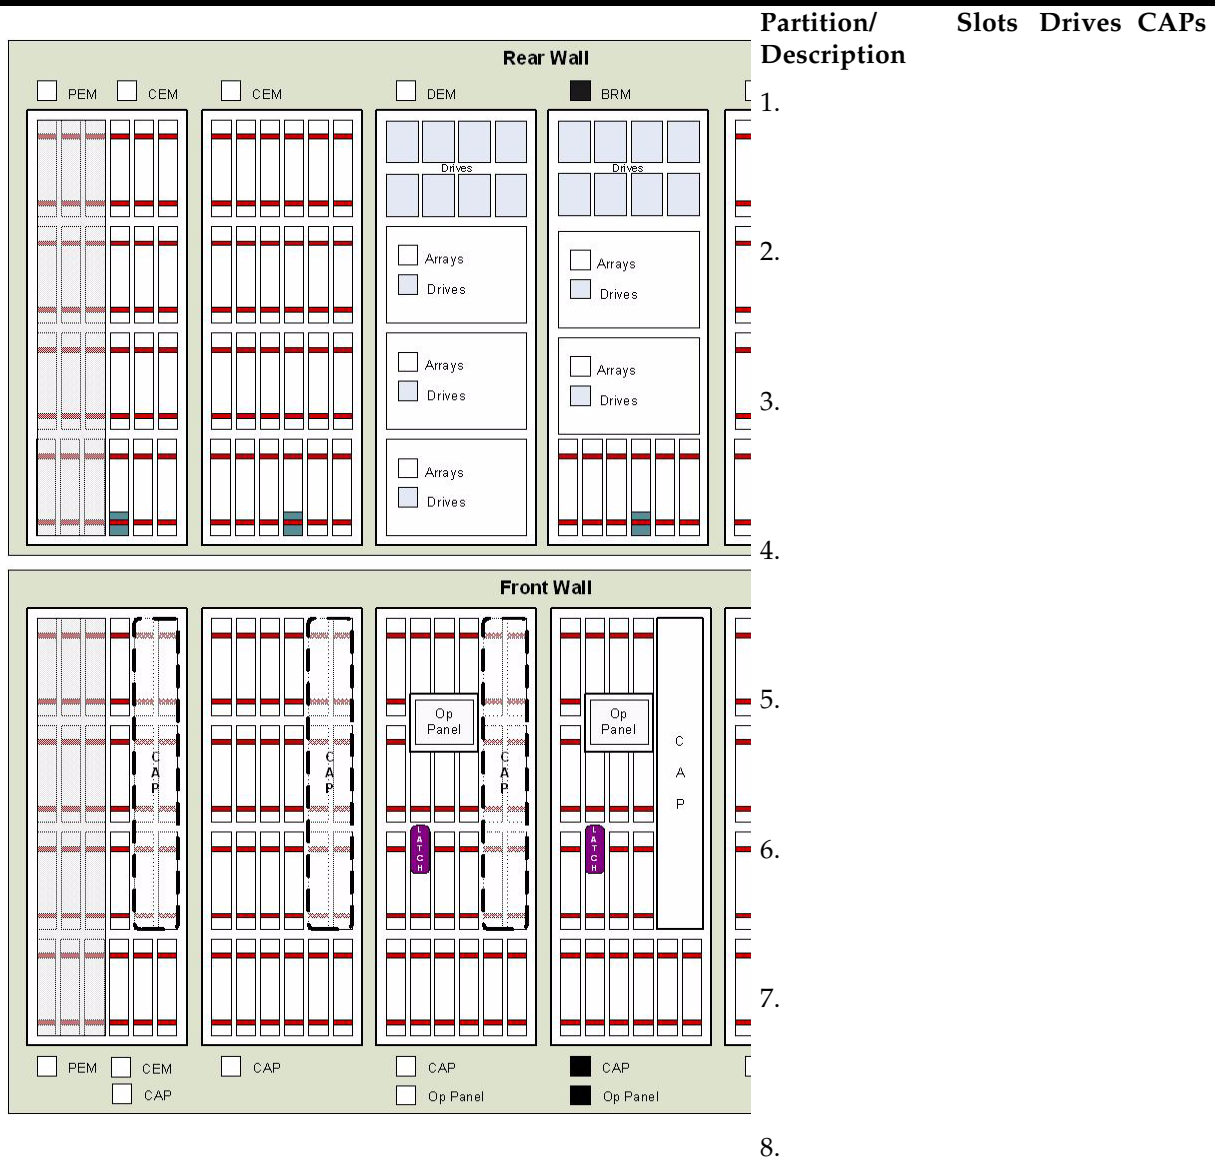 Partition/ Slots Drives CAPs
Description
Rear Wall
PEM CEM CEM DEM BRM
1.
Drives Drives
2.
Arrays Arrays
Drives Drives
Arrays Arrays
Drives Drives
3.
Arrays
Drives
4.
Front Wall
5.
Op Panel Op Panel
CAP CAP CAP CAP
LATCH LATCH
6.
7.
PEM CEM CAP CAP CAP
CAP Op Panel Op Panel
8.